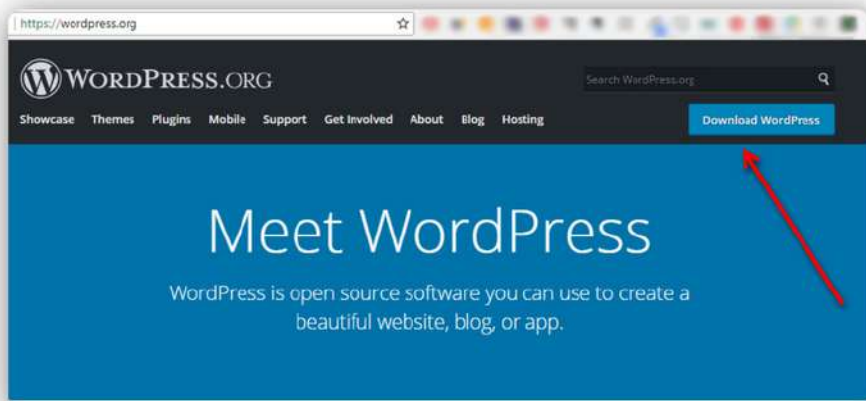 https://wordpress.org
WORDPRESS.ORG
Search WordPress.org
Showcase Themes Plugins Mobile Support Get Involved About Blog Hosting
Download WordPress
Meet WordPress
WordPress is open source software you can use to create a
beautiful website, blog, or app.